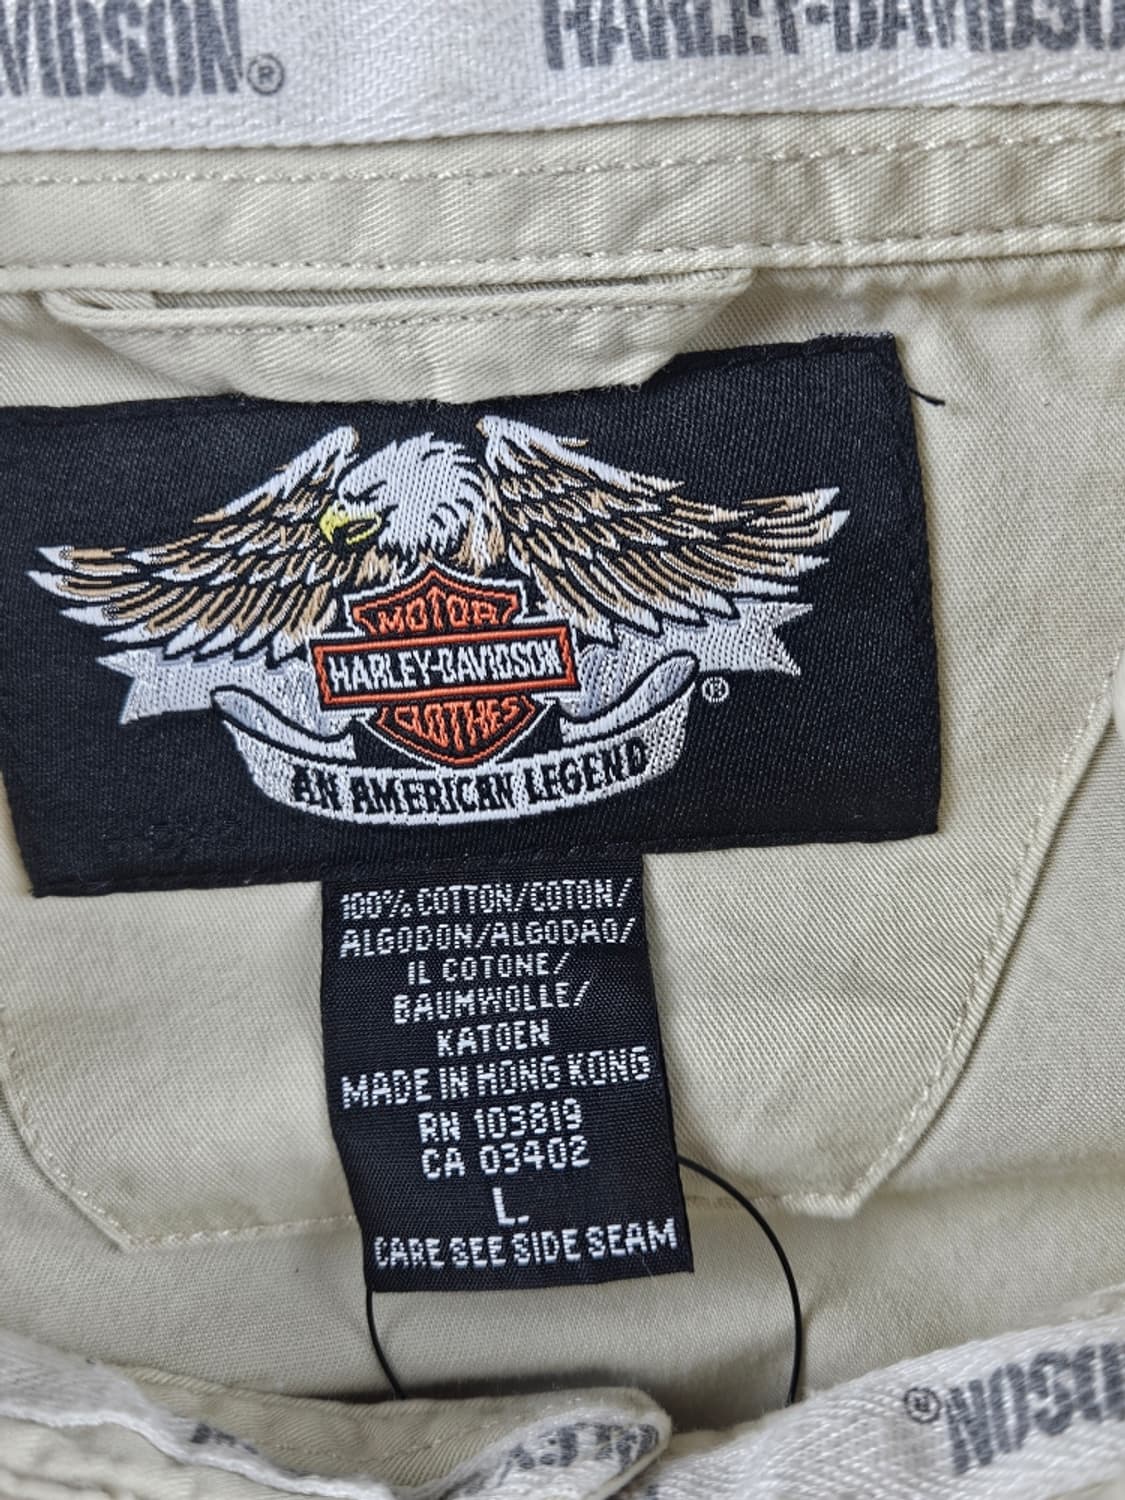 DAVIDSON®
HARLEY-DAVIDSON
MOTOR
HARLEY-DAVIDSON
CLOTHES
®
AN AMERICAN LEGEND
100% COTTON/COTON/
ALGODON/ALGODAO/
IL COTONE/
BAUMWOLLE/
KATOEN
MADE IN HONG KONG
RN 103819
CA 03402
L.
CARE SEE SIDE SEAM